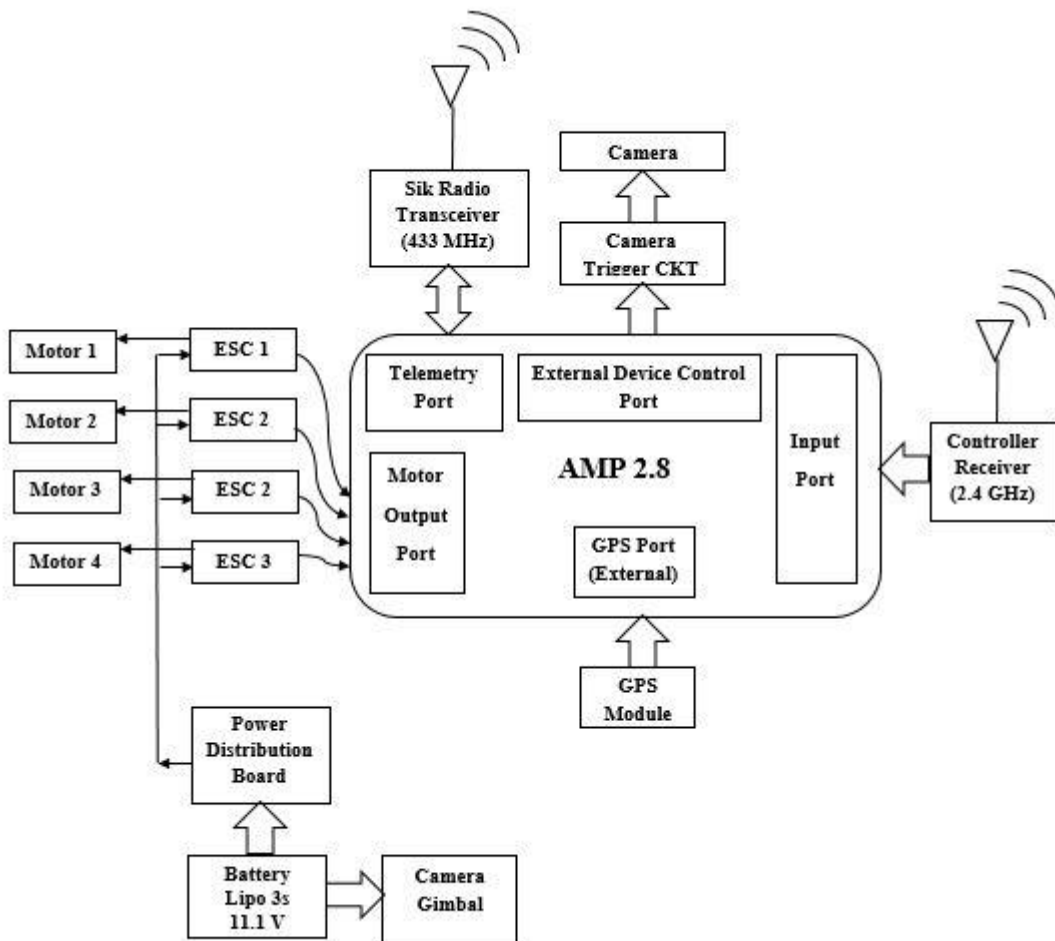 Camera
Sik Radio
Transceiver
(433 MHz)
Camera
Trigger CKT
Motor 1
ESC 1
Motor 2
ESC 2
Motor 3
ESC 2
Motor 4
ESC 3
Telemetry
Port
External Device Control
Port
Motor
Output
Port
AMP 2.8
GPS Port
(External)
Input
Port
Controller
Receiver
(2.4 GHz)
GPS
Module
Power
Distribution
Board
Battery
Lipo 3s
11.1 V
Camera
Gimbal